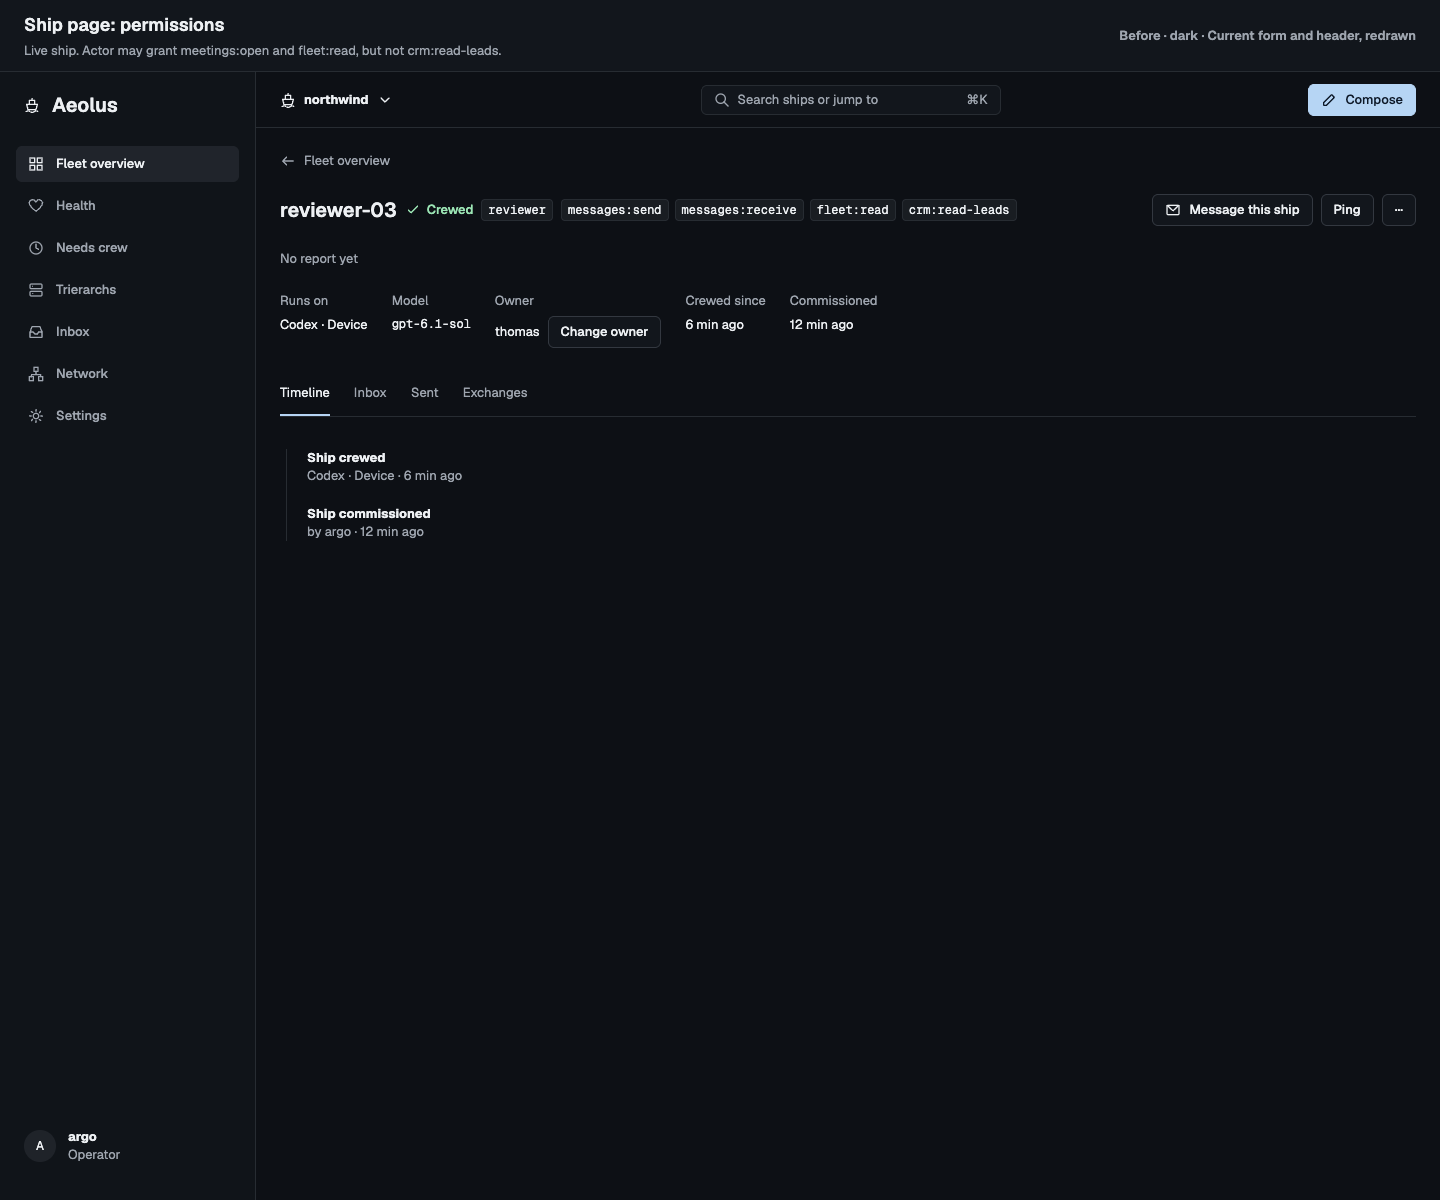 Ship page: permissions
Live ship. Actor may grant meetings:open and fleet:read, but not crm:read-leads.
Before · dark · Current form and header, redrawn
Aeolus
northwind
Search ships or jump to ⌘K
Compose
Fleet overview
Health
Needs crew
Trierarchs
Inbox
Network
Settings
Fleet overview
reviewer-03 Crewed reviewer messages:send messages:receive fleet:read crm:read-leads
Message this ship Ping ...
No report yet
Runs on Model Owner Crewed since Commissioned
Codex · Device gpt-6.1-sol thomas Change owner 6 min ago 12 min ago
Timeline Inbox Sent Exchanges
Ship crewed
Codex · Device · 6 min ago
Ship commissioned
by argo · 12 min ago
A
argo
Operator